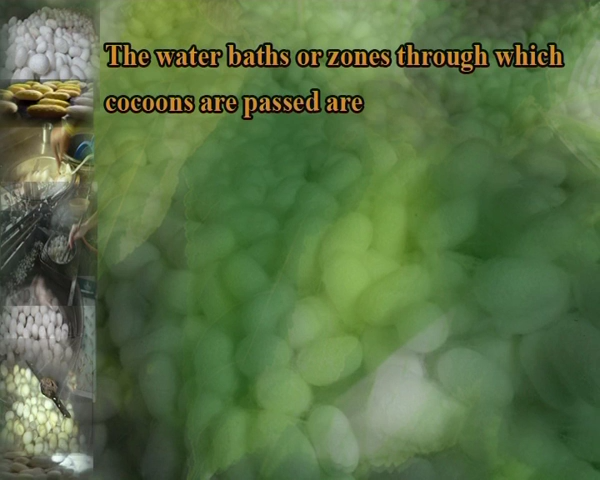 The water baths or zones through which
cocoons are passed are